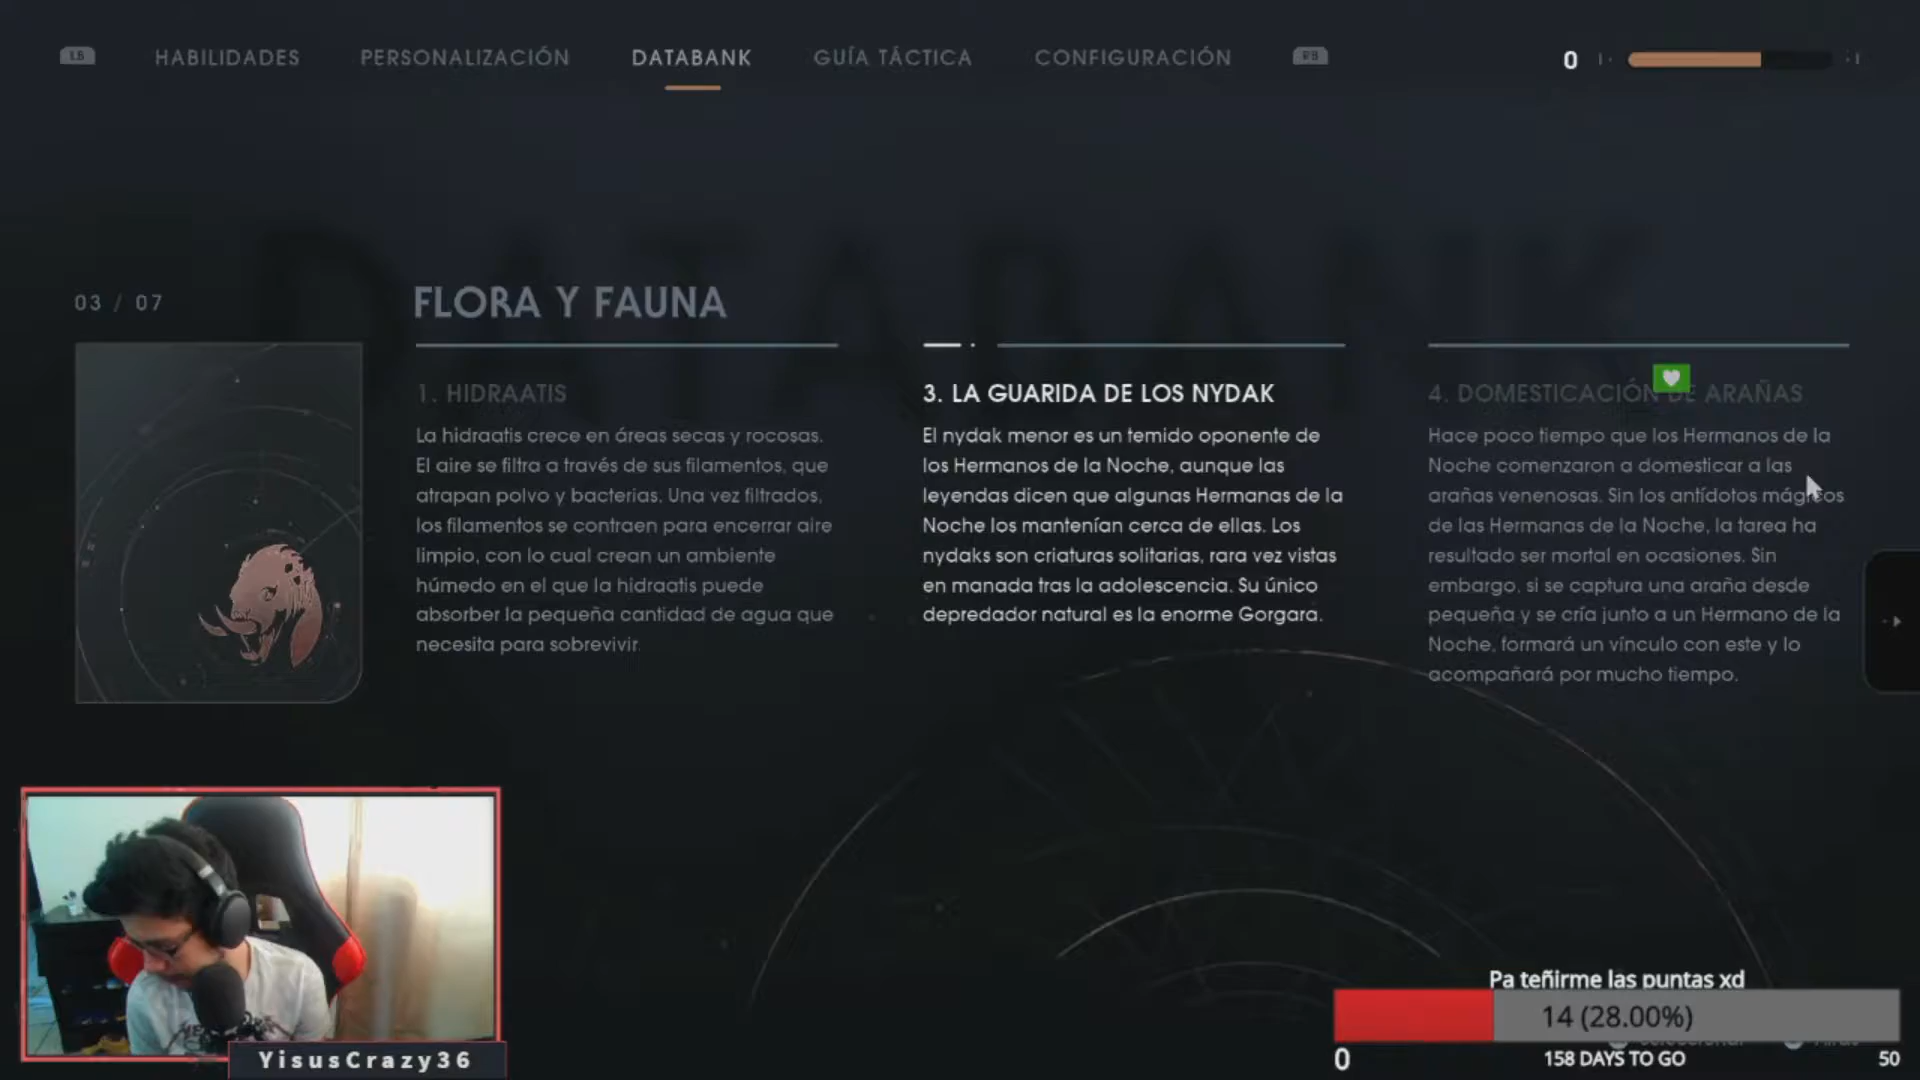 LB
HABILIDADES
PERSONALIZACIÓN
DATABANK
GUÍA TÁCTICA
CONFIGURACIÓN
RB
0
DATABANK
03 / 07
FLORA Y FAUNA
1. HIDRAATIS
La hidraatis crece en áreas secas y rocosas.
El aire se filtra a través de sus filamentos, que
atrapan polvo y bacterias. Una vez filtrados,
los filamentos se contraen para encerrar aire
limpio, con lo cual crean un ambiente
húmedo en el que la hidraatis puede
absorber la pequeña cantidad de agua que
necesita para sobrevivir.
3. LA GUARIDA DE LOS NYDAK
El nydak menor es un temido oponente de
los Hermanos de la Noche, aunque las
leyendas dicen que algunas Hermanas de la
Noche los mantenían cerca de ellas. Los
nydaks son criaturas solitarias, rara vez vistas
en manada tras la adolescencia. Su único
depredador natural es la enorme Gorgara.
4. DOMESTICACIÓN DE ARAÑAS
Hace poco tiempo que los Hermanos de la
Noche comenzaron a domesticar a las
arañas venenosas. Sin los antídotos mágicos
de las Hermanas de la Noche, la tarea ha
resultado ser mortal en ocasiones. Sin
embargo, si se captura una araña desde
pequeña y se cría junto a un Hermano de la
Noche, formará un vínculo con este y lo
acompañará por mucho tiempo.
YisusCrazy36
Pa teñirme las puntas xd
14 (28.00%)
0
158 DAYS TO GO
50